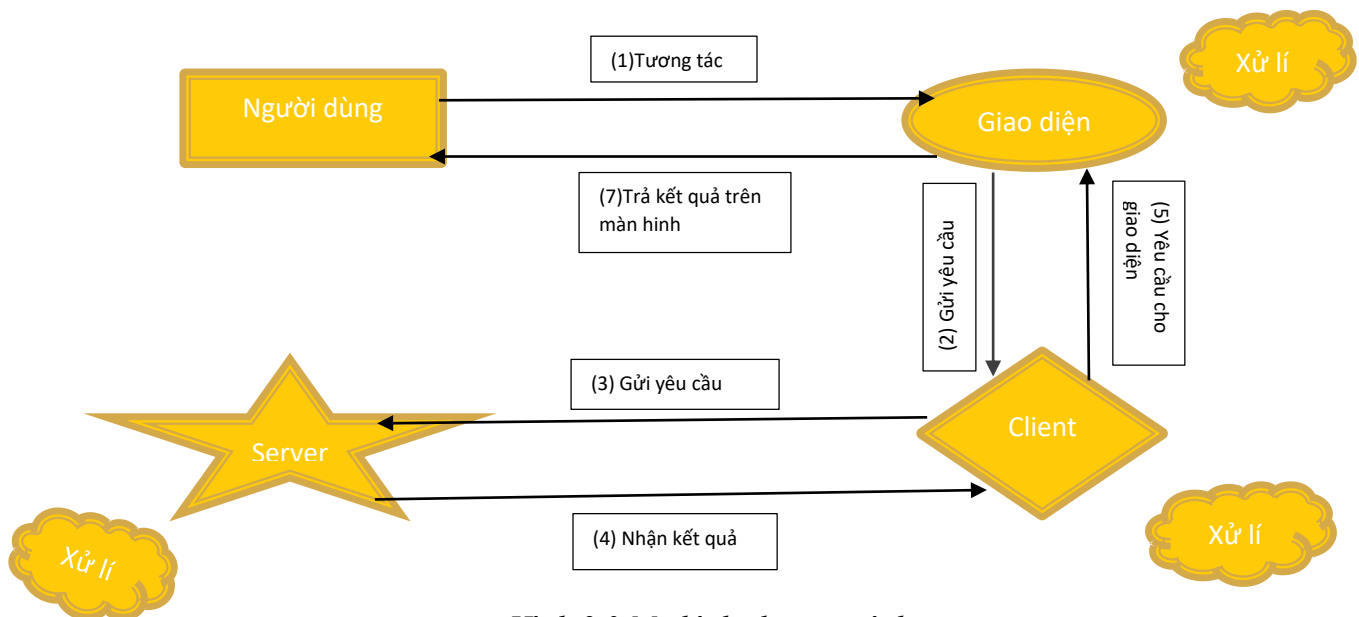 (1)Tương tác
Xử lí
Người dùng
Giao diện
(7)Trả kết quả trên
màn hinh
(2) Gửi yêu cầu
(5) Yêu cầu cho
giao diện
(3) Gửi yêu cầu
Client
Server
(4) Nhận kết quả
Xử lí
Xử lí